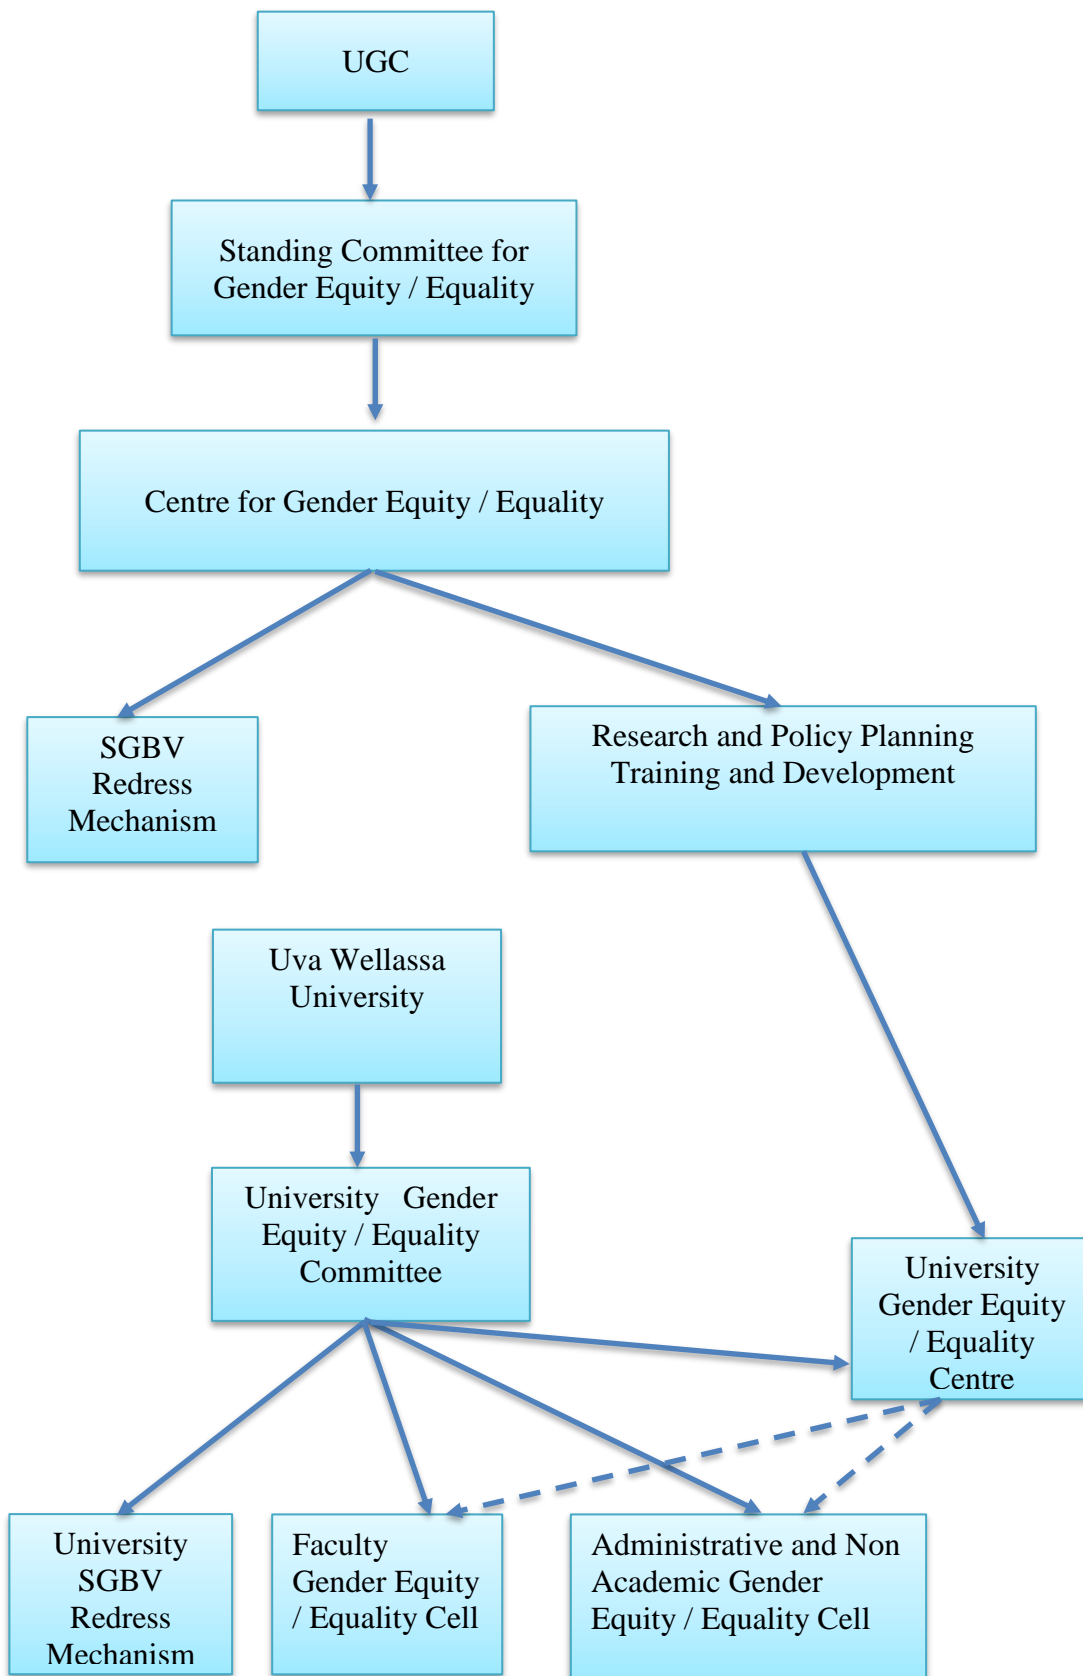 UGC
Standing Committee for
Gender Equity / Equality
Centre for Gender Equity / Equality
SGBV
Redress
Mechanism
Research and Policy Planning
Training and Development
Uva Wellassa
University
University Gender
Equity / Equality
Committee
University
Gender Equity
/ Equality
Centre
University
SGBV
Redress
Mechanism
Faculty
Gender Equity
/ Equality Cell
Administrative and Non
Academic Gender
Equity / Equality Cell